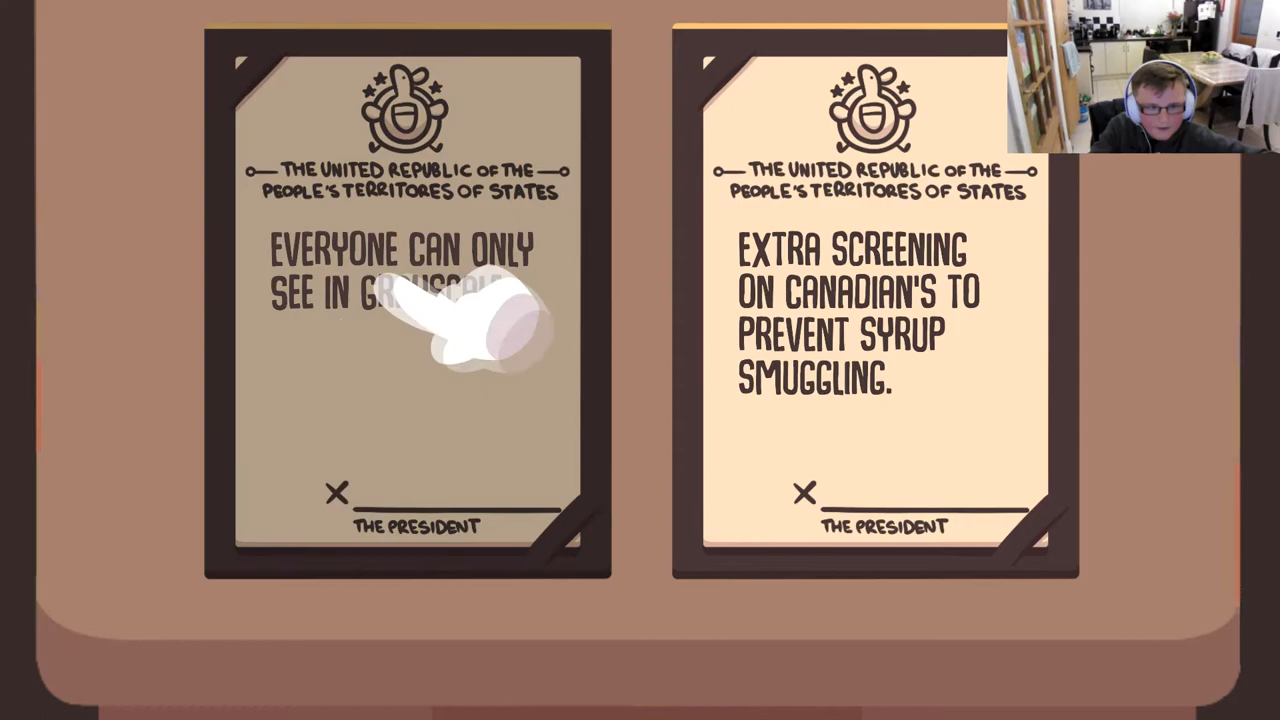 THE UNITED REPUBLIC OF THE
PEOPLE'S TERRITORES OF STATES
EVERYONE CAN ONLY
SEE IN
X
THE PRESIDENT
THE UNITED REPUBLIC OF THE
PEOPLE'S TERRITORES OF STATES
EXTRA SCREENING
ON CANADIAN'S TO
PREVENT SYRUP
SMUGGLING.
X
THE PRESIDENT